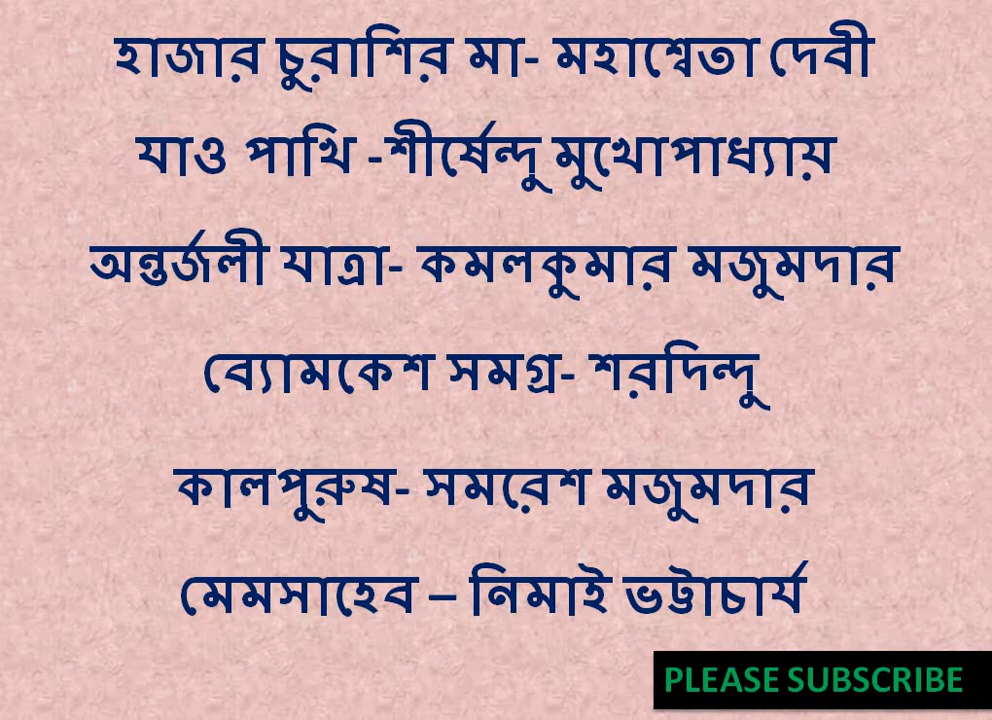 হাজার চুরাশির মা- মহাশ্বেতা দেবী
যাও পাখি -শীর্ষেন্দু মুখোপাধ্যায়
অন্তর্জলী যাত্রা- কমলকুমার মজুমদার
ব্যোমকেশ সমগ্র- শরদিন্দু
কালপুরুষ- সমরেশ মজুমদার
মেমসাহেব – নিমাই ভট্টাচার্য
PLEASE SUBSCRIBE